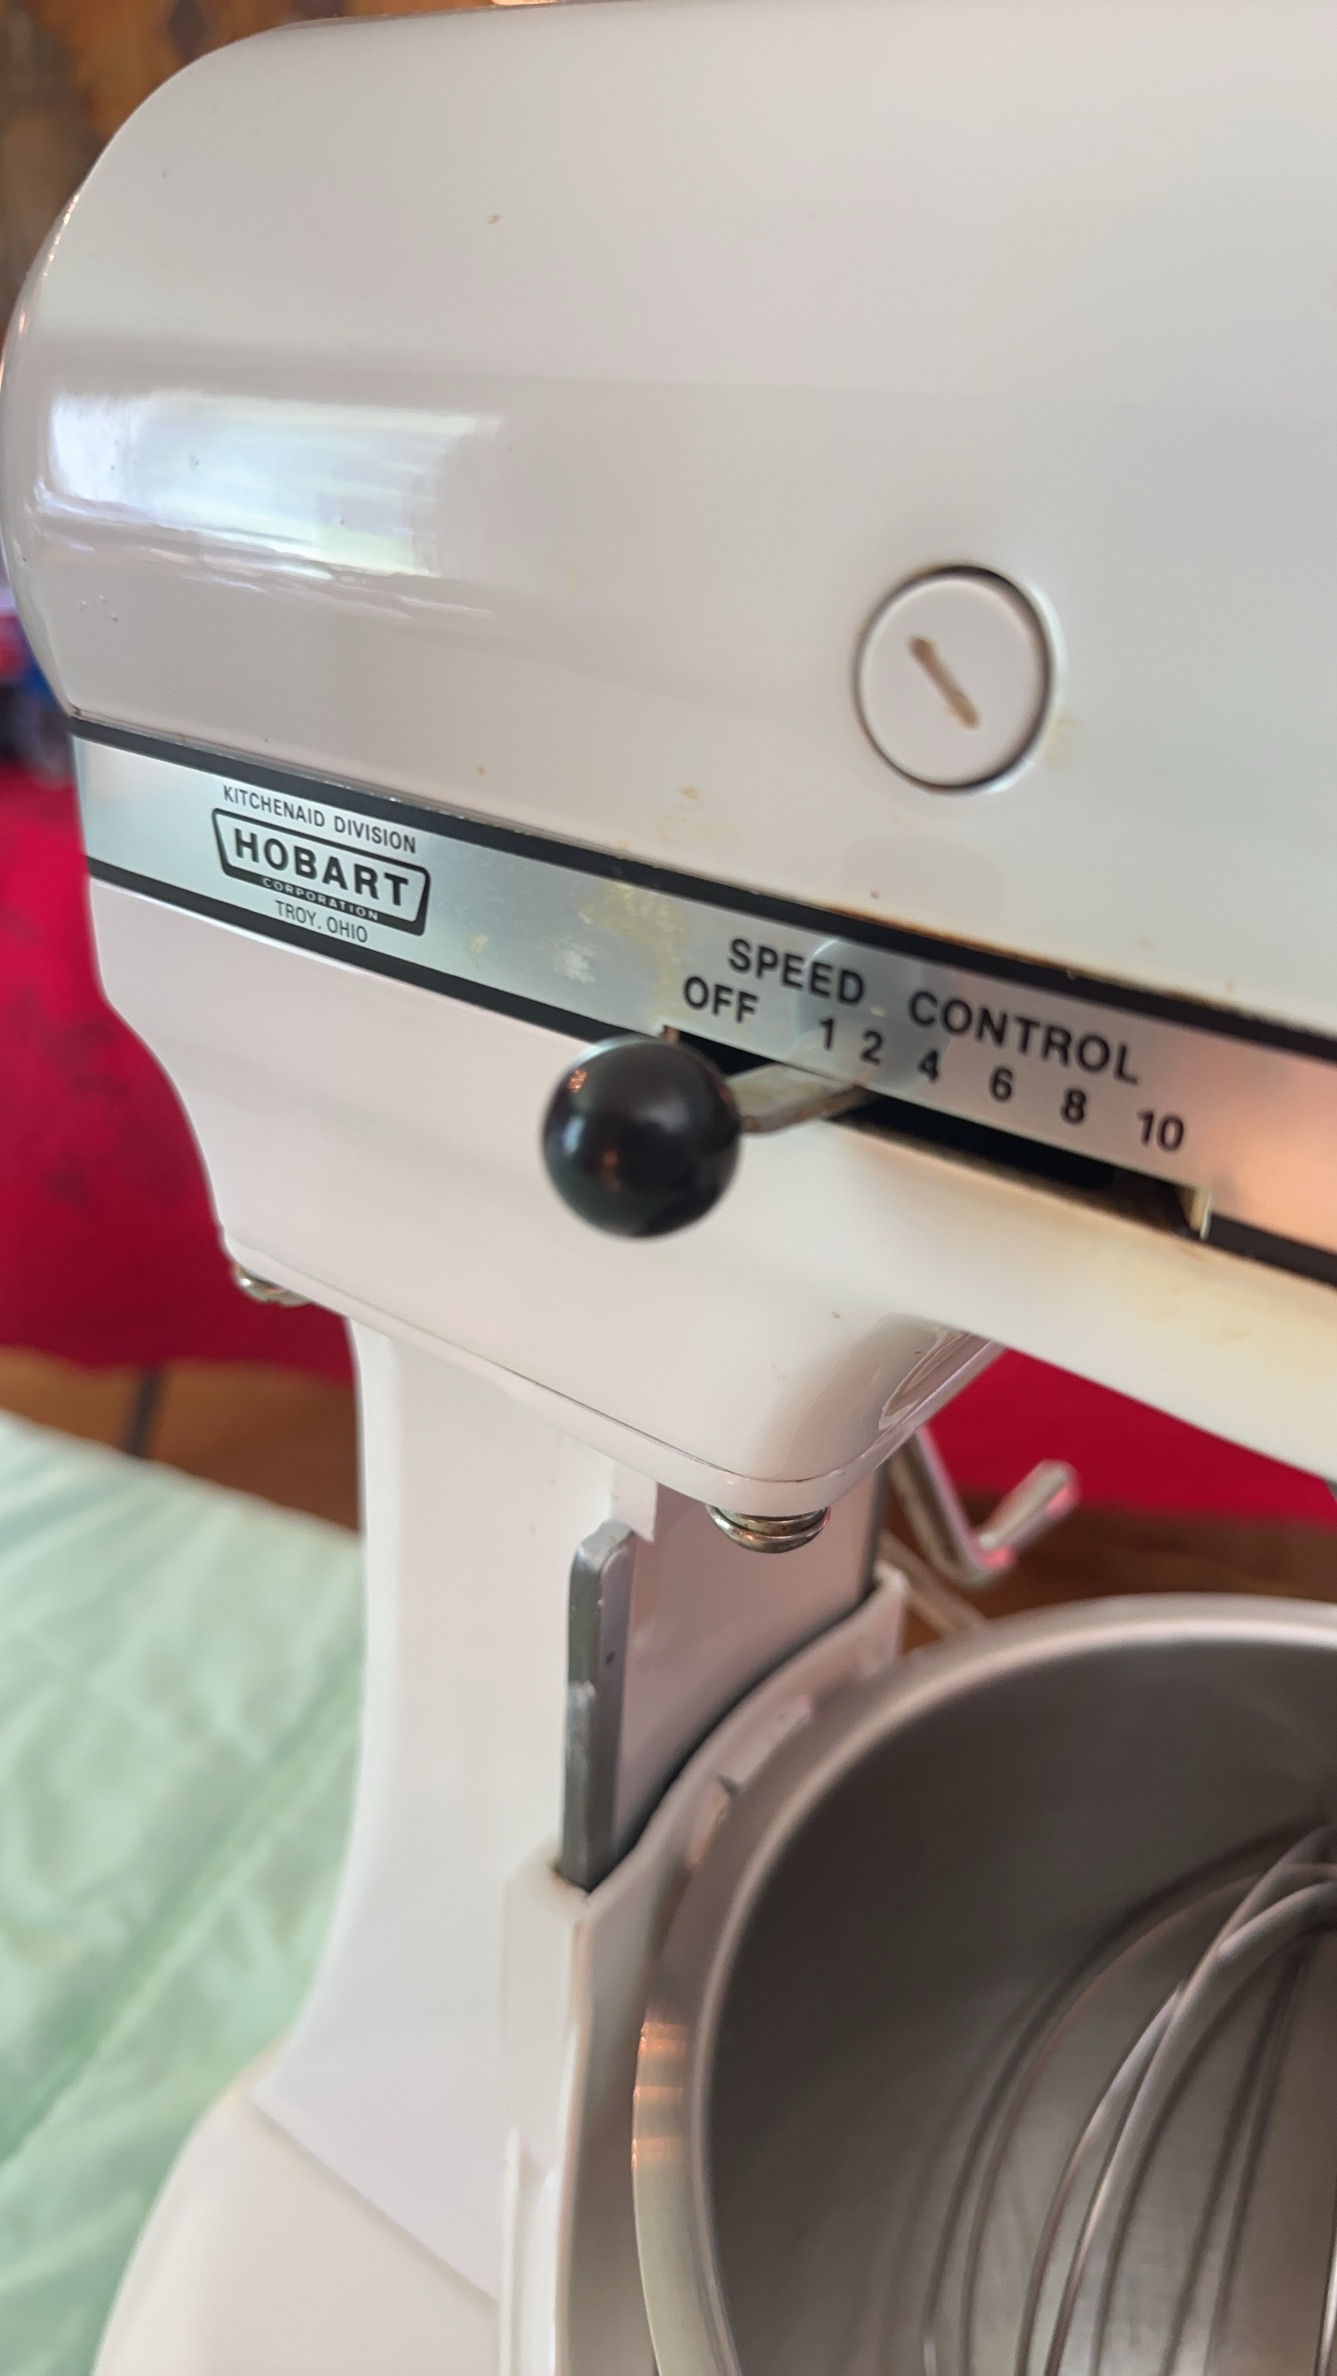 KITCHENAID DIVISION
HOBART
CORPORATION
TROY, OHIO
SPEED CONTROL
OFF 1 2 4 6 8 10